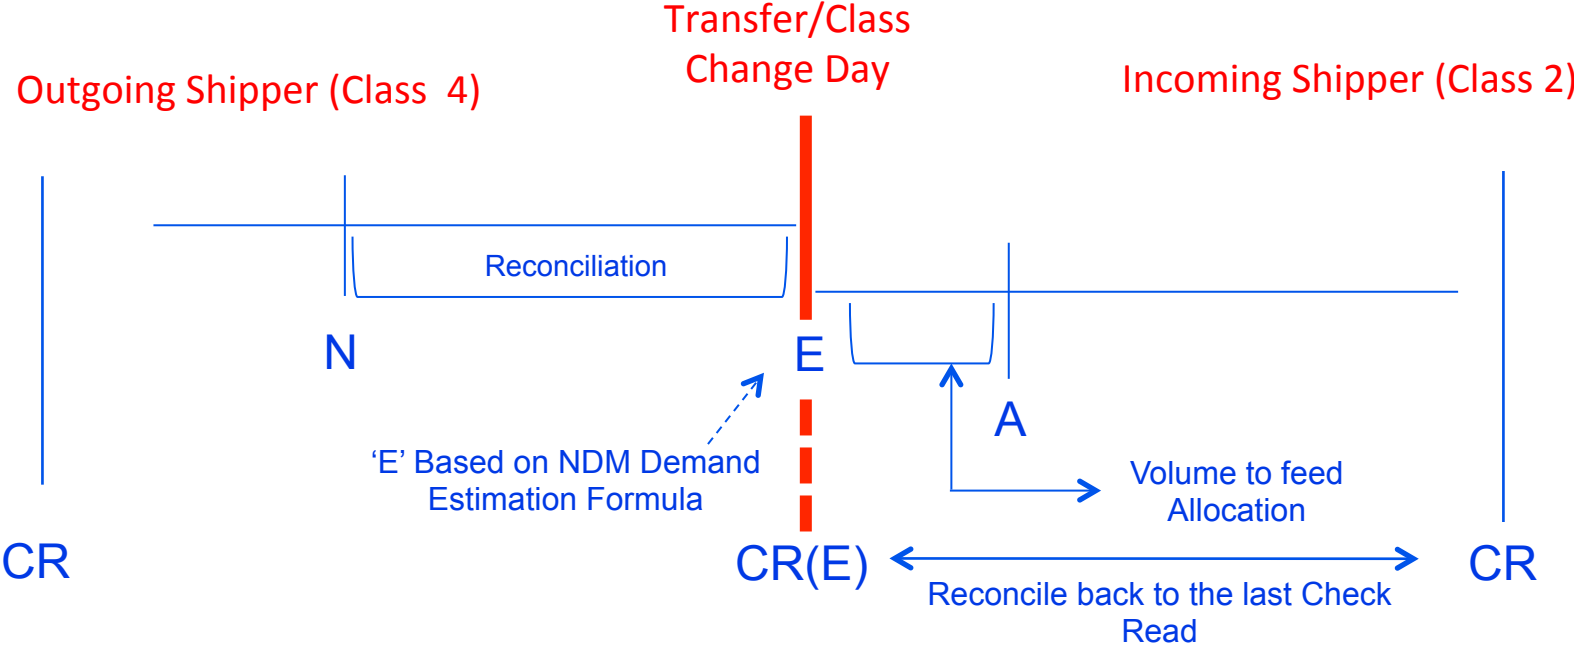 Transfer/Class
Change Day
Outgoing Shipper (Class  4)
Incoming Shipper (Class 2)
Reconciliation
N
E
A
‘E’ Based on NDM Demand
Estimation Formula
Volume to feed
Allocation
CR
CR(E)
CR
Reconcile back to the last Check
Read